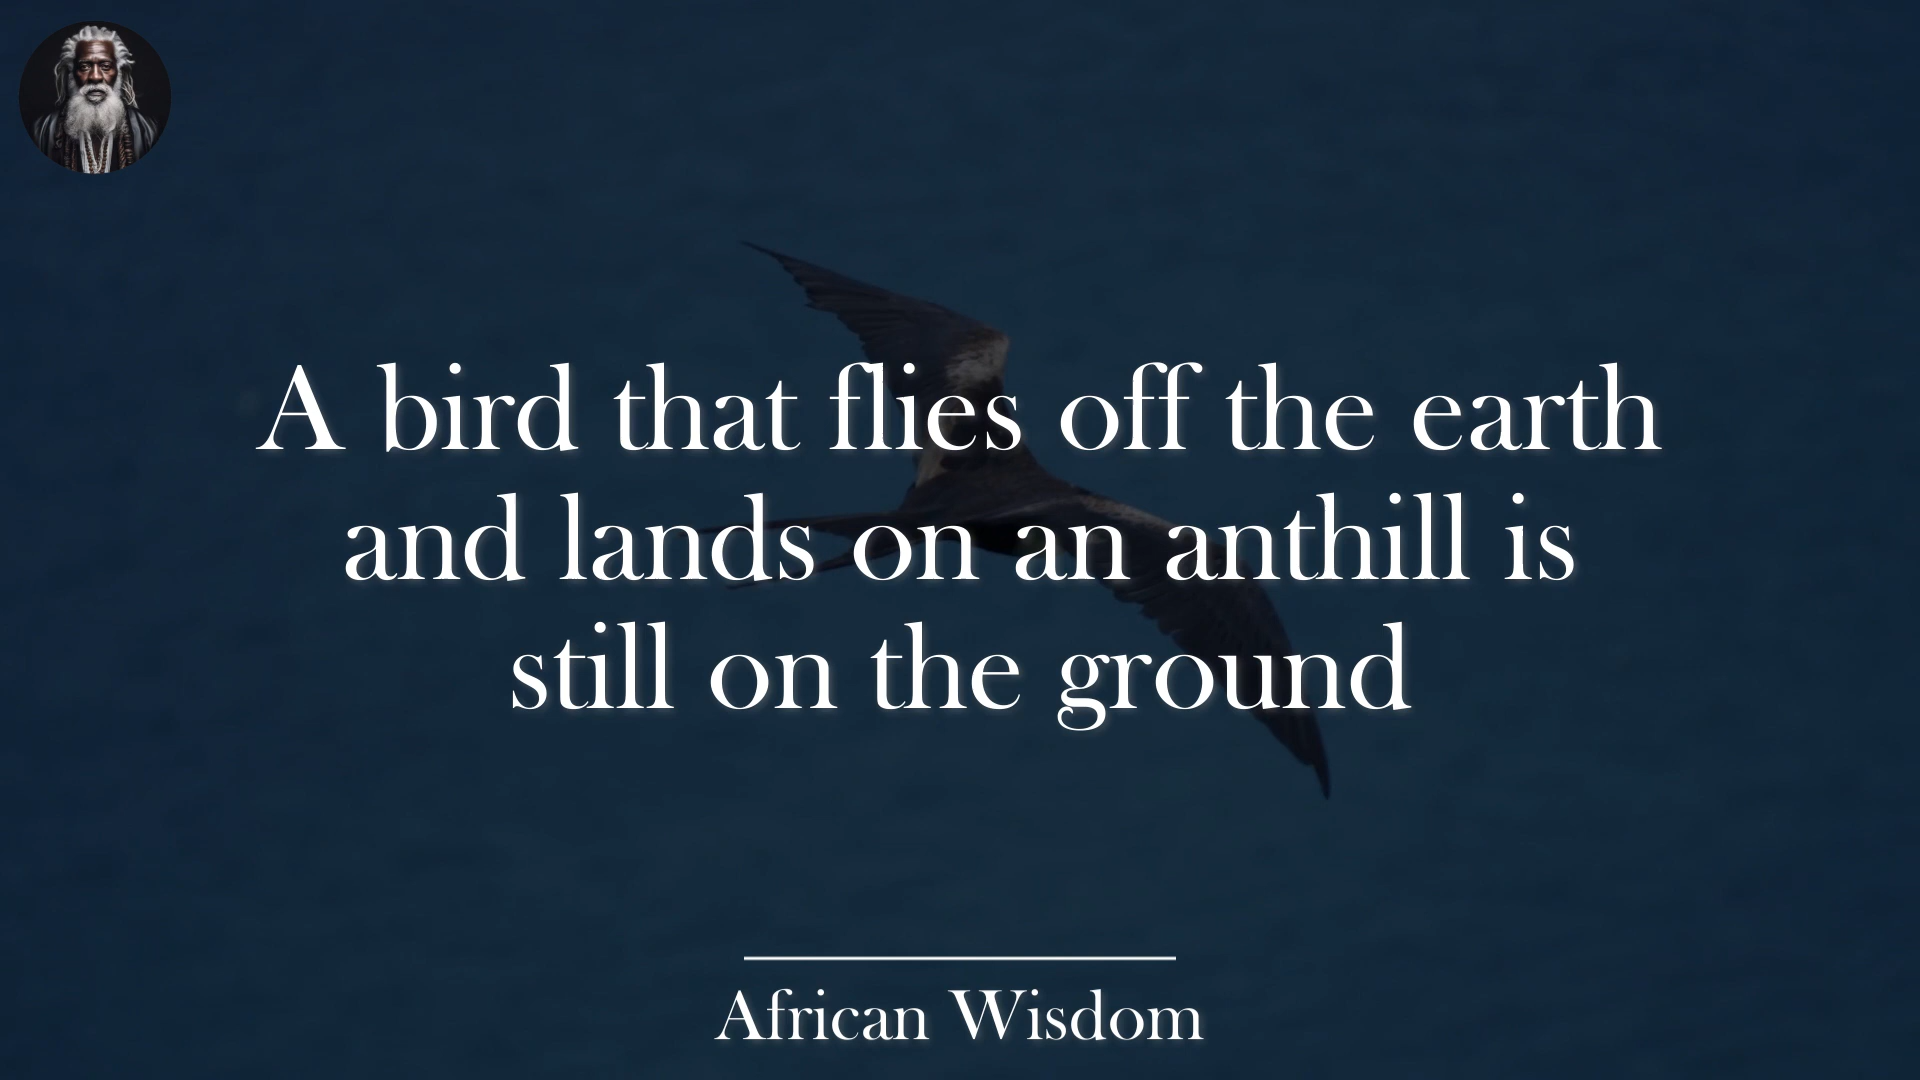 A bird that flies off the earth
and lands on an anthill is
still on the ground
African Wisdom